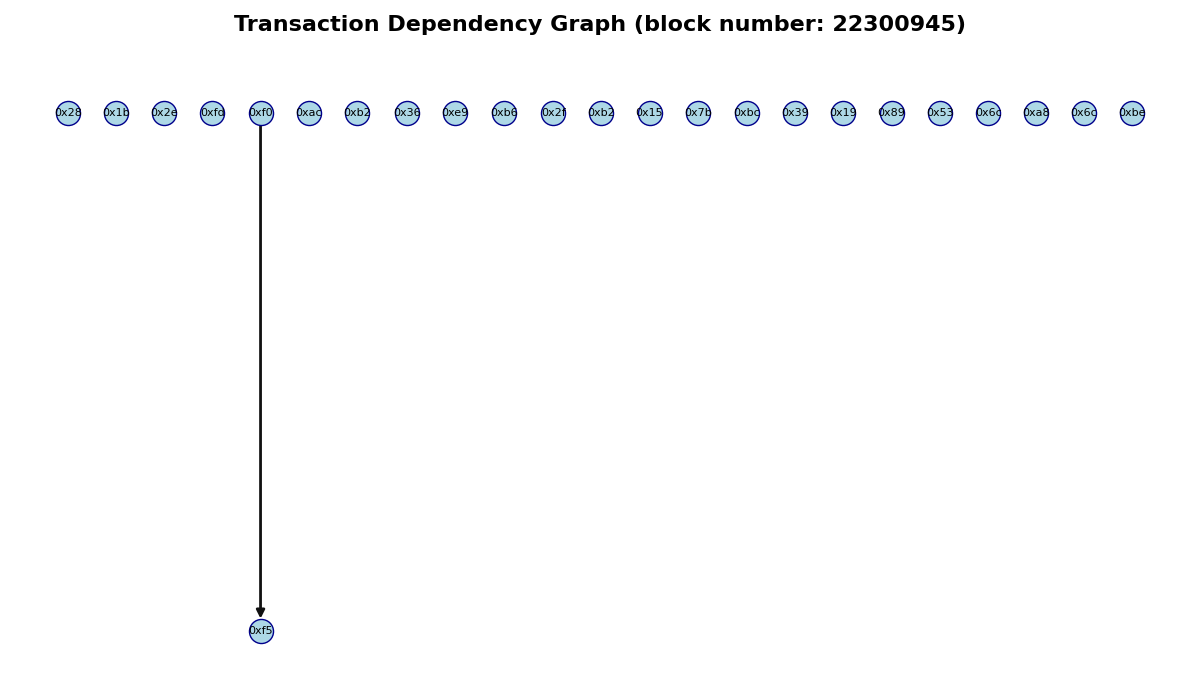 Transaction Dependency Graph (block number: 22300945)
0x28 0x1b 0x2e 0xfd 0xf0 0xac 0xb2 0x36 0xe9 0xb6 0x2f 0xb2 0x15 0x7b 0xbc 0x39 0x19 0x89 0x53 0x6c 0xa8 0x6c 0xbe
0xf5